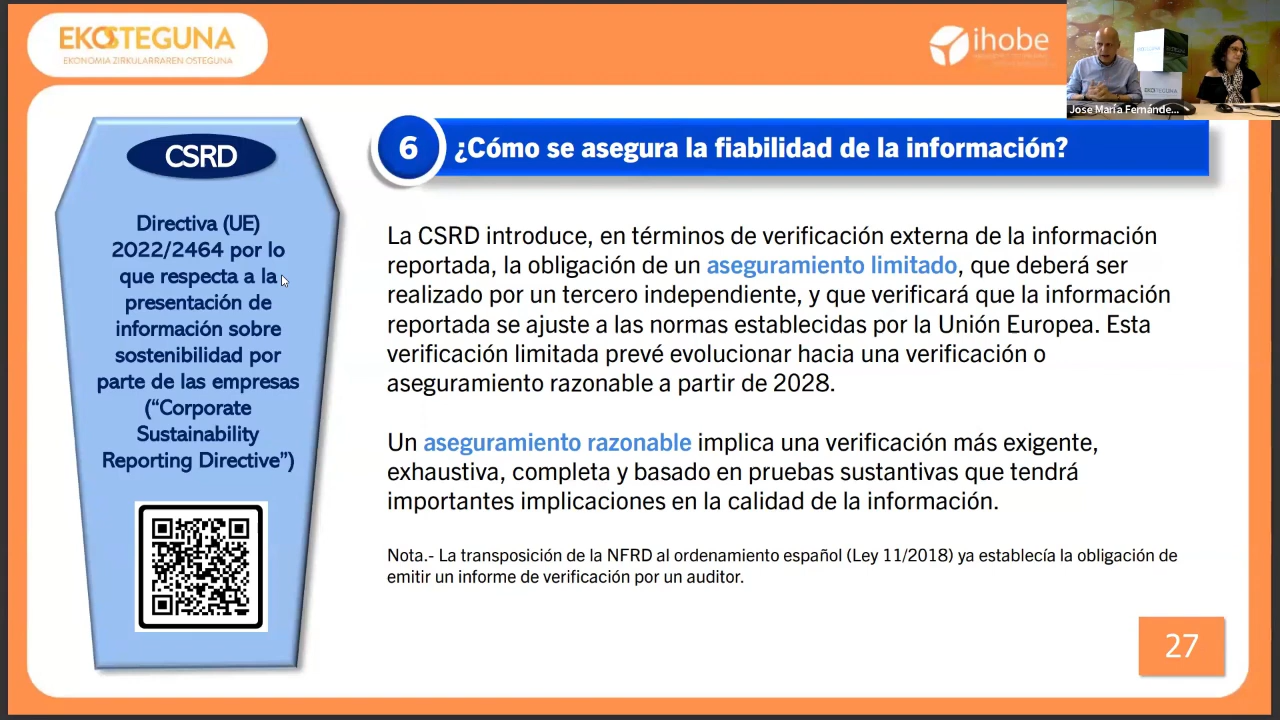 EKOSTEGUNA
EKONOMIA ZIRKULARRAREN OSTEGUNA
ihobe
EKOSTEGUNA
Jose María Fernánde...
CSRD
Directiva (UE)
2022/2464 por lo
que respecta a la
presentación de
información sobre
sostenibilidad por
parte de las empresas
(“Corporate
Sustainability
Reporting Directive”)
6
¿Cómo se asegura la fiabilidad de la información?
La CSRD introduce, en términos de verificación externa de la información
reportada, la obligación de un aseguramiento limitado, que deberá ser
realizado por un tercero independiente, y que verificará que la información
reportada se ajuste a las normas establecidas por la Unión Europea. Esta
verificación limitada prevé evolucionar hacia una verificación o
aseguramiento razonable a partir de 2028.
Un aseguramiento razonable implica una verificación más exigente,
exhaustiva, completa y basado en pruebas sustantivas que tendrá
importantes implicaciones en la calidad de la información.
Nota.- La transposición de la NFRD al ordenamiento español (Ley 11/2018) ya establecía la obligación de
emitir un informe de verificación por un auditor.
27